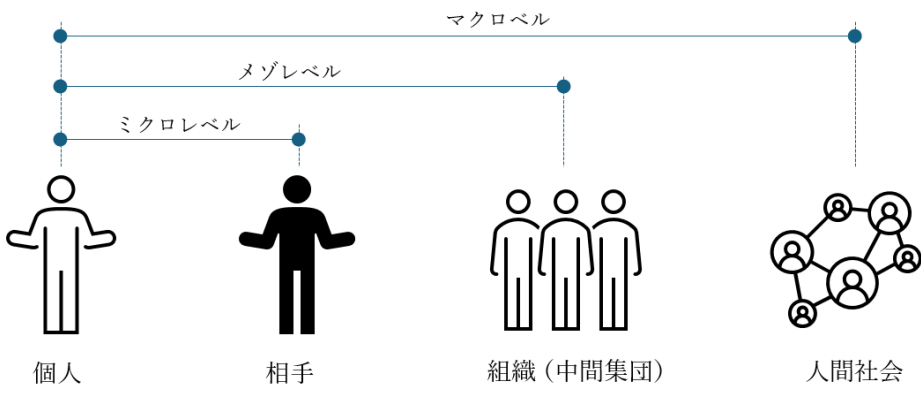 マクロベル
メゾレベル
ミクロレベル
個人
相手
組織（中間集団）
人間社会